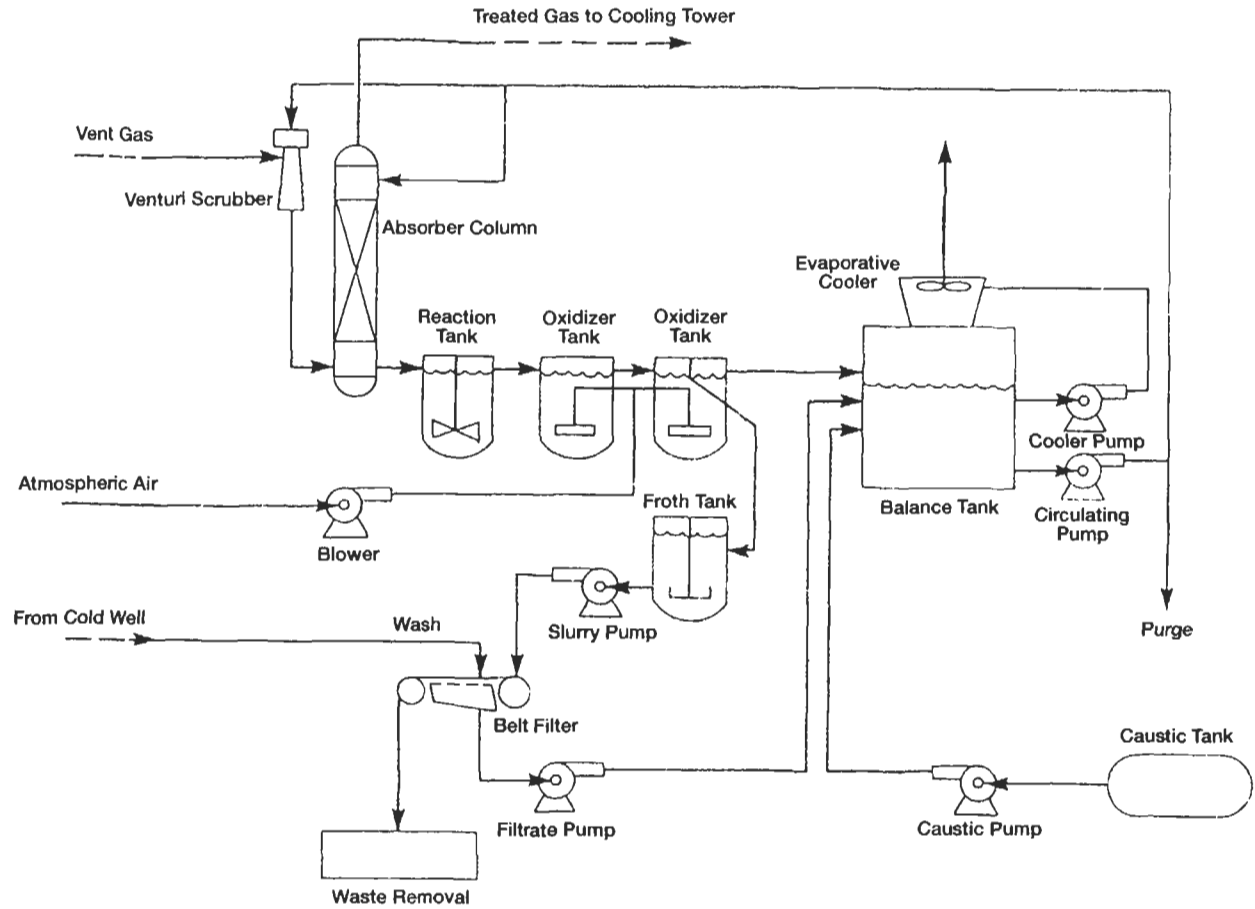 Treated Gas to Cooling Tower
Vent Gas
Venturi Scrubber
Absorber Column
Evaporative
Cooler
Reaction
Tank
Oxidizer
Tank
Oxidizer
Tank
Cooler Pump
Atmospheric Air
Blower
Froth Tank
Balance Tank
Circulating
Pump
From Cold Well
Wash
Slurry Pump
Purge
Belt Filter
Caustic Tank
Filtrate Pump
Caustic Pump
Waste Removal